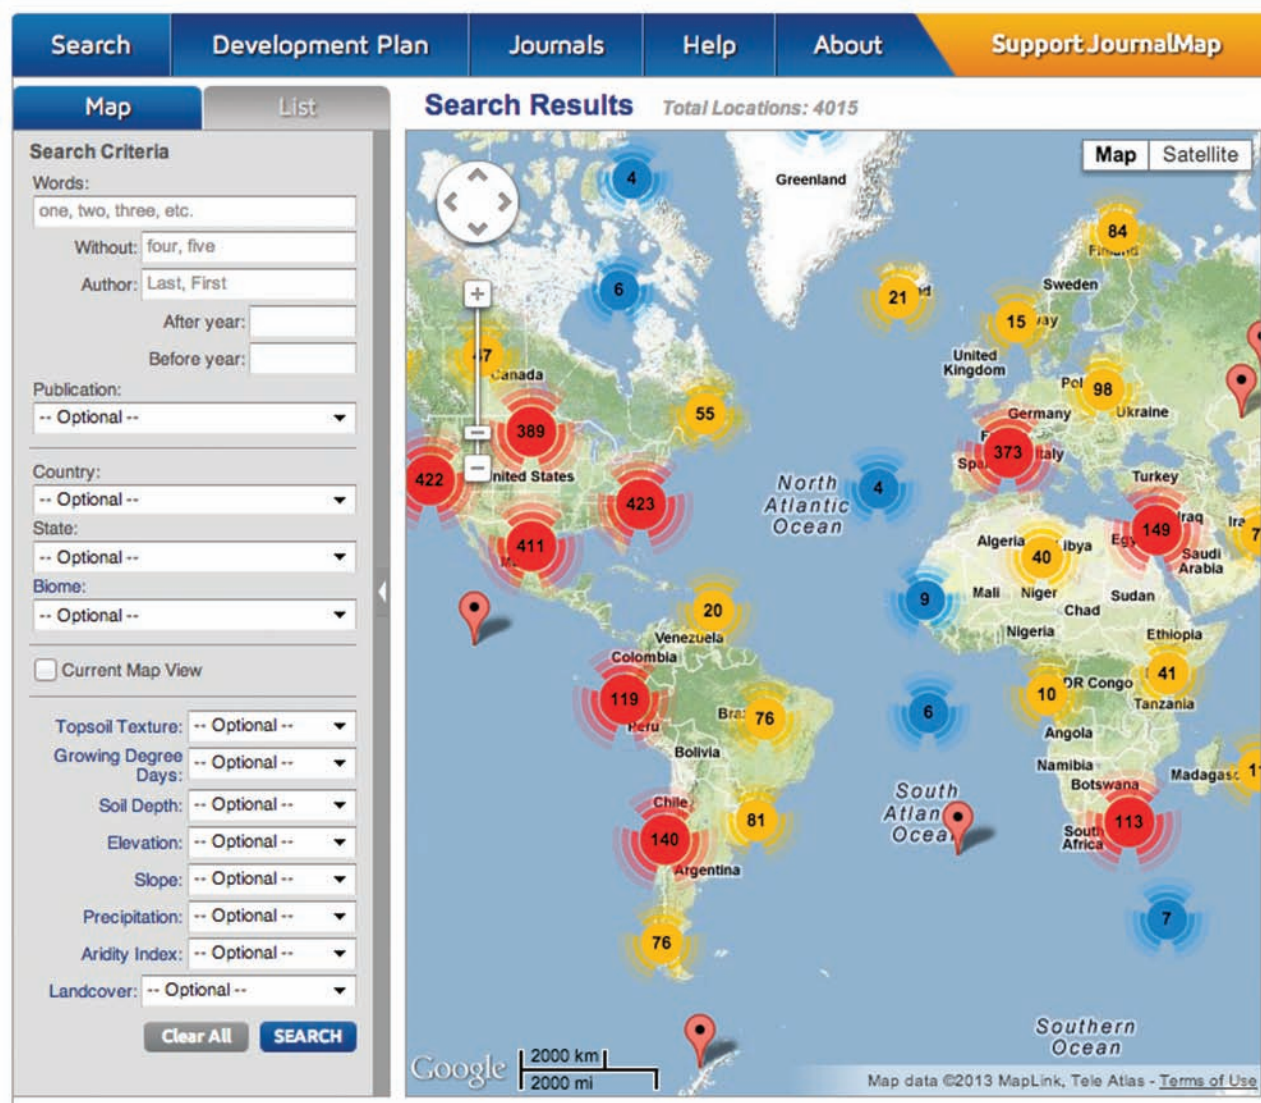 Search
Development Plan
Journals
Help
About
Support JournalMap
Map
List
Search Criteria
Words:
one, two, three, etc.
Without: four, five
Author: Last, First
After year:
Before year:
Publication:
-- Optional --
Country:
-- Optional --
State:
-- Optional --
Biome:
-- Optional --
Current Map View
Topsoil Texture: -- Optional --
Growing Degree
Days: -- Optional --
Soil Depth: -- Optional --
Elevation: -- Optional --
Slope: -- Optional --
Precipitation: -- Optional --
Aridity Index: -- Optional --
Landcover: -- Optional --
Clear All
SEARCH
Search Results
Total Locations: 4015
Map
Satellite
4
Greenland
84
6
21
Sweden
15
United
Kingdom
Canada
98
55
Germany
Ukraine
389
373
Italy
422
United States
Turkey
North
Atlantic
Ocean
4
423
149
411
Algeria
40
Saudi
Arabia
9
Mali
Niger
Sudan
Chad
20
Venezuela
Nigeria
Ethiopia
Colombia
41
119
10
DR Congo
Tanzania
Peru
76
6
Angola
Bolivia
Namibia
Botswana
South
Chile
81
113
140
South
Africa
Argentina
7
76
Southern
Ocean
Google
2000 km
2000 mi
Map data ©2013 MapLink, Tele Atlas - Terms of Use